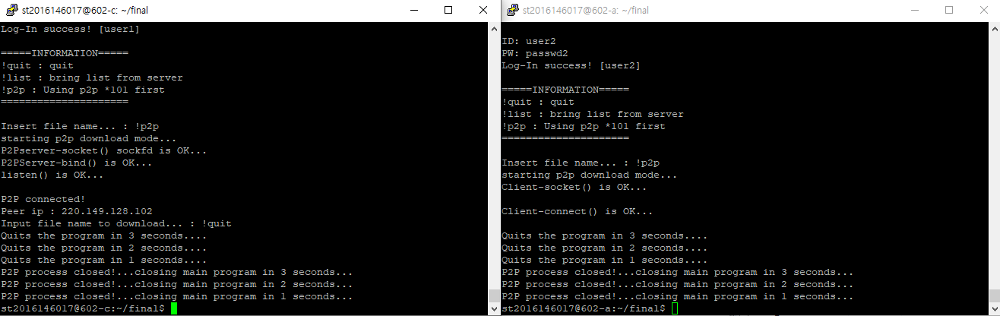 st2016146017@602-c: ~/final
Log-In success! [user1]
=====INFORMATION=====
!quit : quit
!list : bring list from server
!p2p : Using p2p *101 first
=====================
Insert file name... : !p2p
starting p2p download mode...
P2Pserver-socket() sockfd is OK...
P2PServer-bind() is OK...
listen() is OK...
P2P connected!
Peer ip : 220.149.128.102
Input file name to download... : !quit
Quits the program in 3 seconds....
Quits the program in 2 seconds....
Quits the program in 1 seconds....
P2P process closed!...closing main program in 3 seconds...
P2P process closed!...closing main program in 2 seconds...
P2P process closed!...closing main program in 1 seconds...
st2016146017@602-c:~/final$
st2016146017@602-a: ~/final
ID: user2
PW: passwd2
Log-In success! [user2]
=====INFORMATION=====
!quit : quit
!list : bring list from server
!p2p : Using p2p *101 first
=====================
Insert file name... : !p2p
starting p2p download mode...
Client-socket() is OK...
Client-connect() is OK...
Quits the program in 3 seconds....
Quits the program in 2 seconds....
Quits the program in 1 seconds....
P2P process closed!...closing main program in 3 seconds...
P2P process closed!...closing main program in 2 seconds...
P2P process closed!...closing main program in 1 seconds...
st2016146017@602-a:~/final$